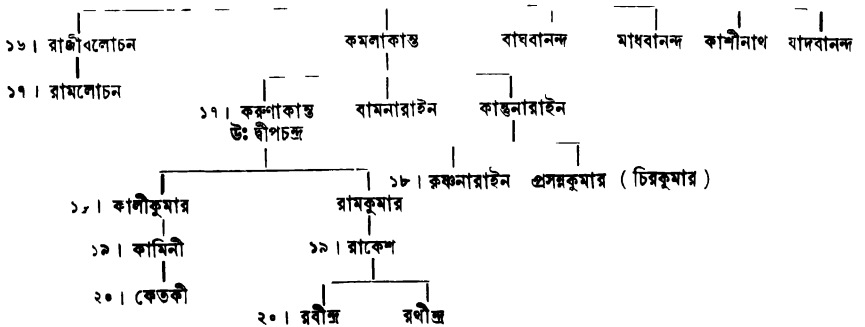 ১৬। রাজীবলোচন কমলাকান্ত রাঘবানন্দ মাধবানন্দ কাশীনাথ যাদবানন্দ
১৭। রামলোচন
১৭। করুণাকান্ত রামনারাইন কান্তনারাইন
উঃ দ্বীপচন্দ্র
১৮। কৃষ্ণনারাইন প্রসন্নকুমার (চিরকুমার)
১৮। কালীকুমার রামকুমার
১৯। কামিনী ১৯। রাকেশ
২০। কেতকী
২০। রবীন্দ্র রথীন্দ্র